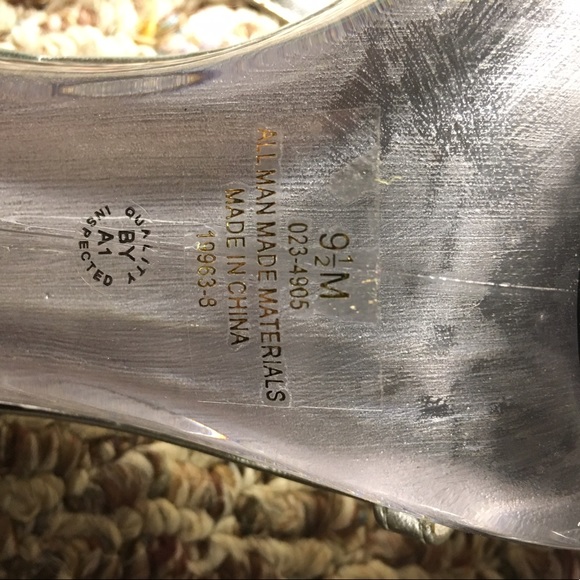 9½M
023-4905
ALL MAN MADE MATERIALS
MADE IN CHINA
10963-8
QUALITY
BY
A1
INSPECTED